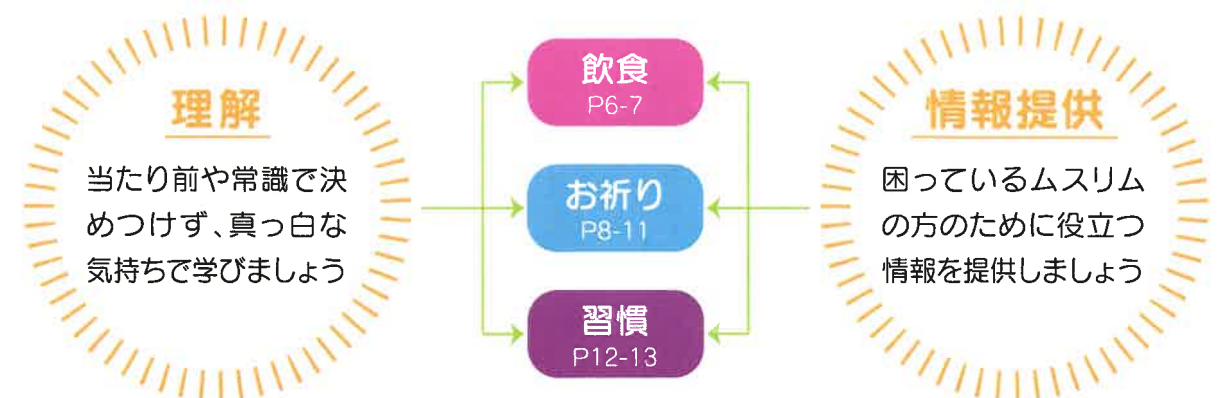 理解
当たり前や常識で決
めつけず、真っ白な
気持ちで学びましょう
飲食
P6-7
お祈り
P8-11
習慣
P12-13
情報提供
困っているムスリム
の方のために役立つ
情報を提供しましょう